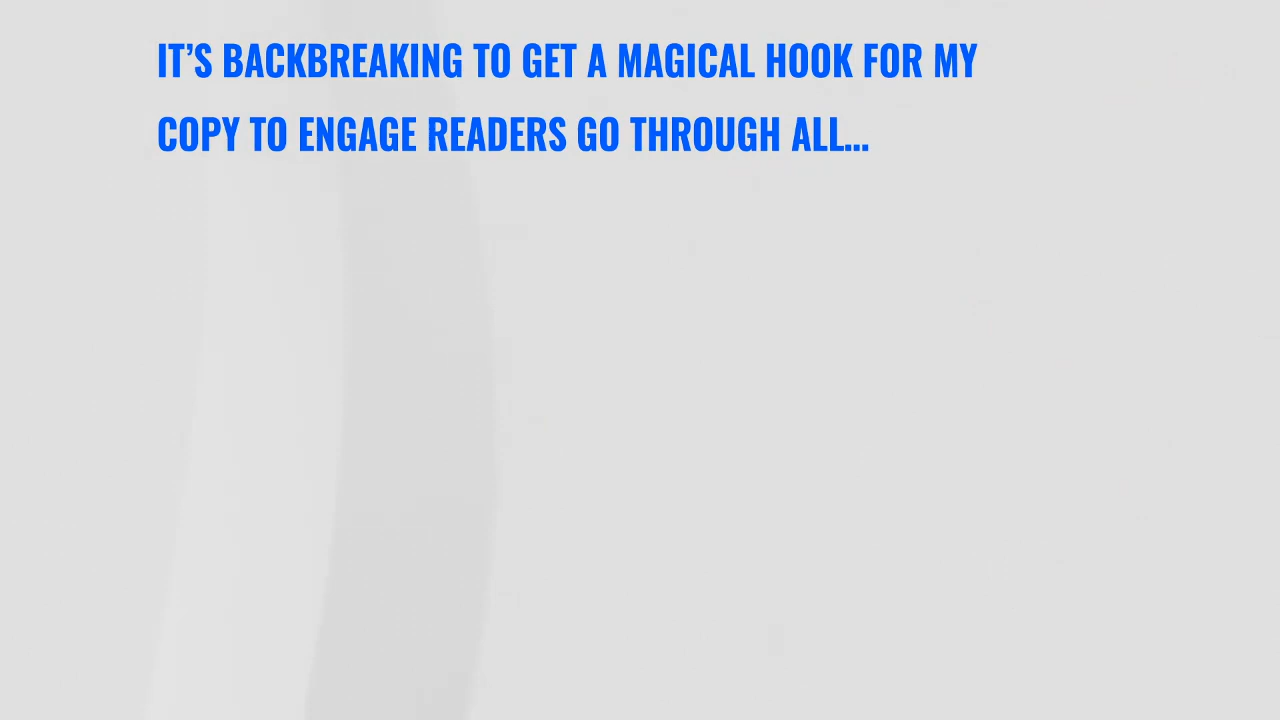 IT’S BACKBREAKING TO GET A MAGICAL HOOK FOR MY
COPY TO ENGAGE READERS GO THROUGH ALL...